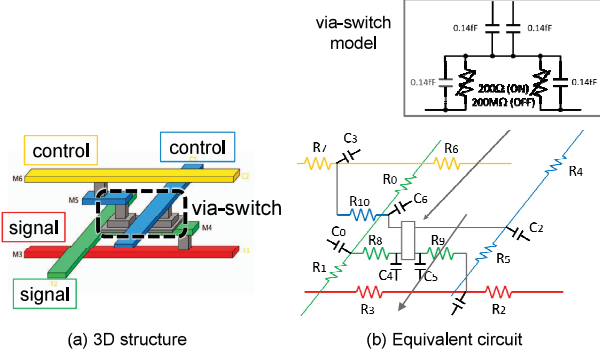 via-switch
model
0.14fF
0.14fF
0.14fF
0.14fF
200Ω (ON)
200MΩ (OFF)
control
control
M6
C2
M5
via-switch
signal
M4
M3
signal
R7
C3
R6
R0
R4
R10
C6
C0
C2
R8
R9
R1
C4
C5
R5
R3
R2
(a) 3D structure
(b) Equivalent circuit